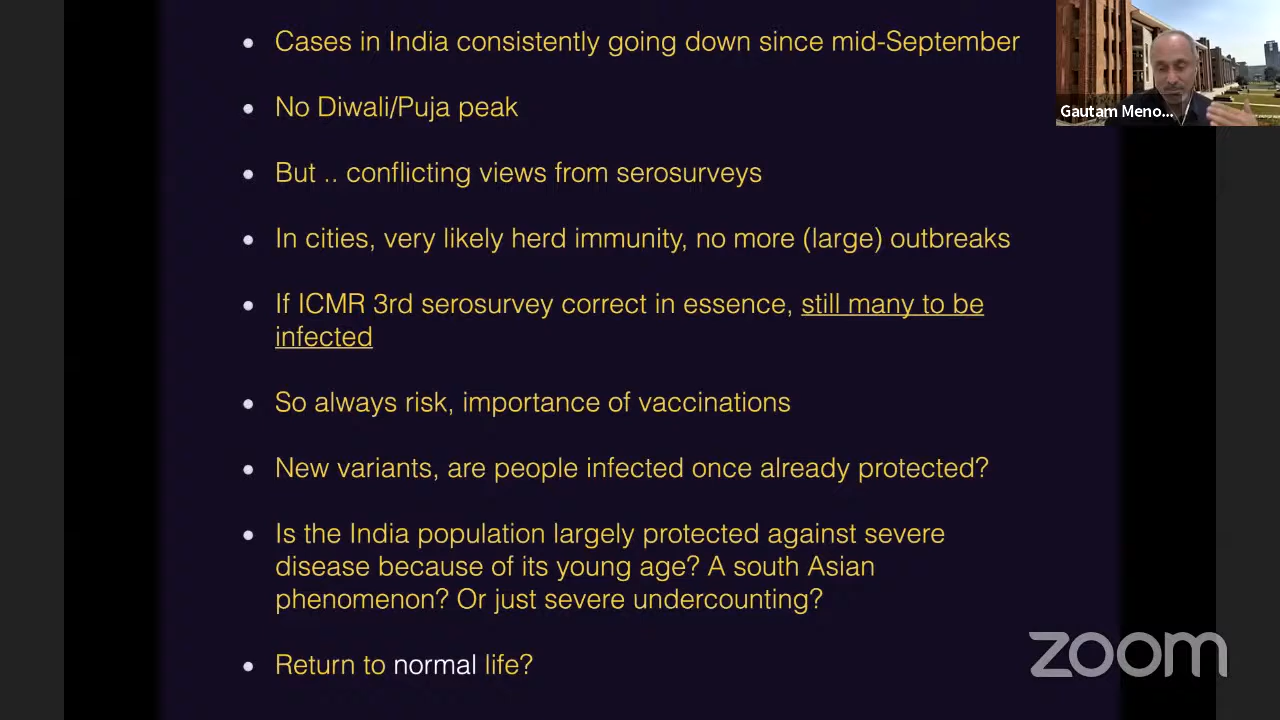 Cases in India consistently going down since mid-September
No Diwali/Puja peak
But .. conflicting views from serosurveys
In cities, very likely herd immunity, no more (large) outbreaks
If ICMR 3rd serosurvey correct in essence, still many to be
infected
So always risk, importance of vaccinations
New variants, are people infected once already protected?
Is the India population largely protected against severe
disease because of its young age? A south Asian
phenomenon? Or just severe undercounting?
Return to normal life?
Gautam Meno...
zoom